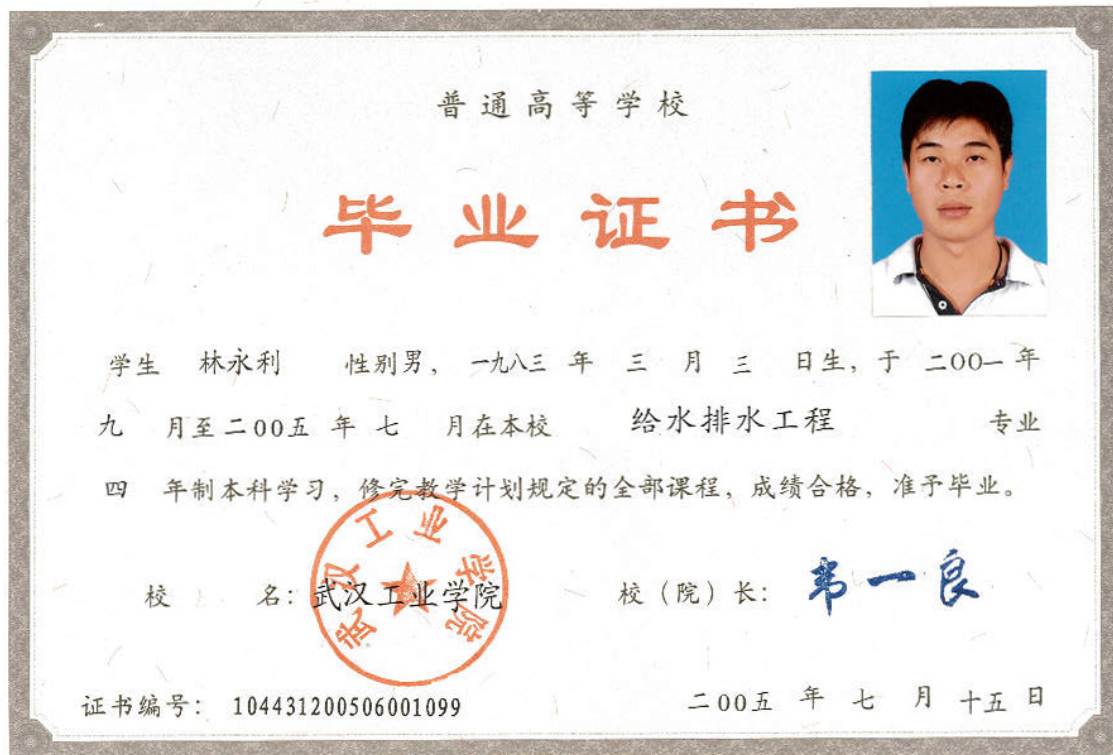 普通高等学校
毕业证书
学生 林永利 性别男，一九八三 年 三 月 三 日生，于 二00一 年
九 月至二00五 年 七 月在本校 给水排水工程 专业
四 年制本科学习，修完教学计划规定的全部课程，成绩合格，准予毕业。
武汉工业学院
校 名：武汉工业学院 校（院）长：韦一良
证书编号：104431200506001099 二00五 年 七 月 十五 日